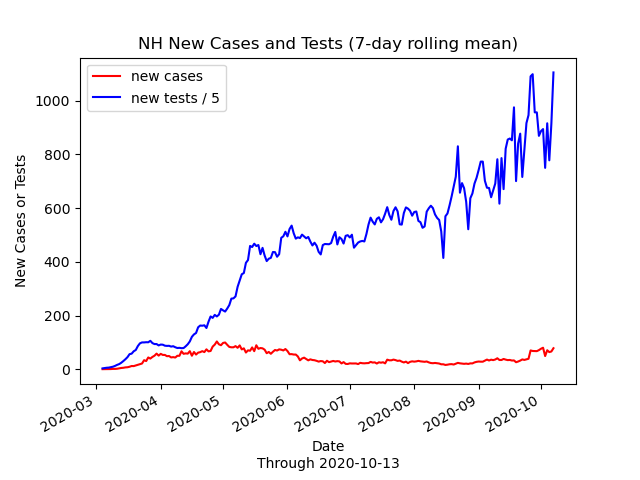 NH New Cases and Tests (7-day rolling mean)
new cases
new tests / 5
New Cases or Tests
1000
800
600
400
200
0
2020-03
2020-04
2020-05
2020-06
2020-07
2020-08
2020-09
2020-10
Date
Through 2020-10-13